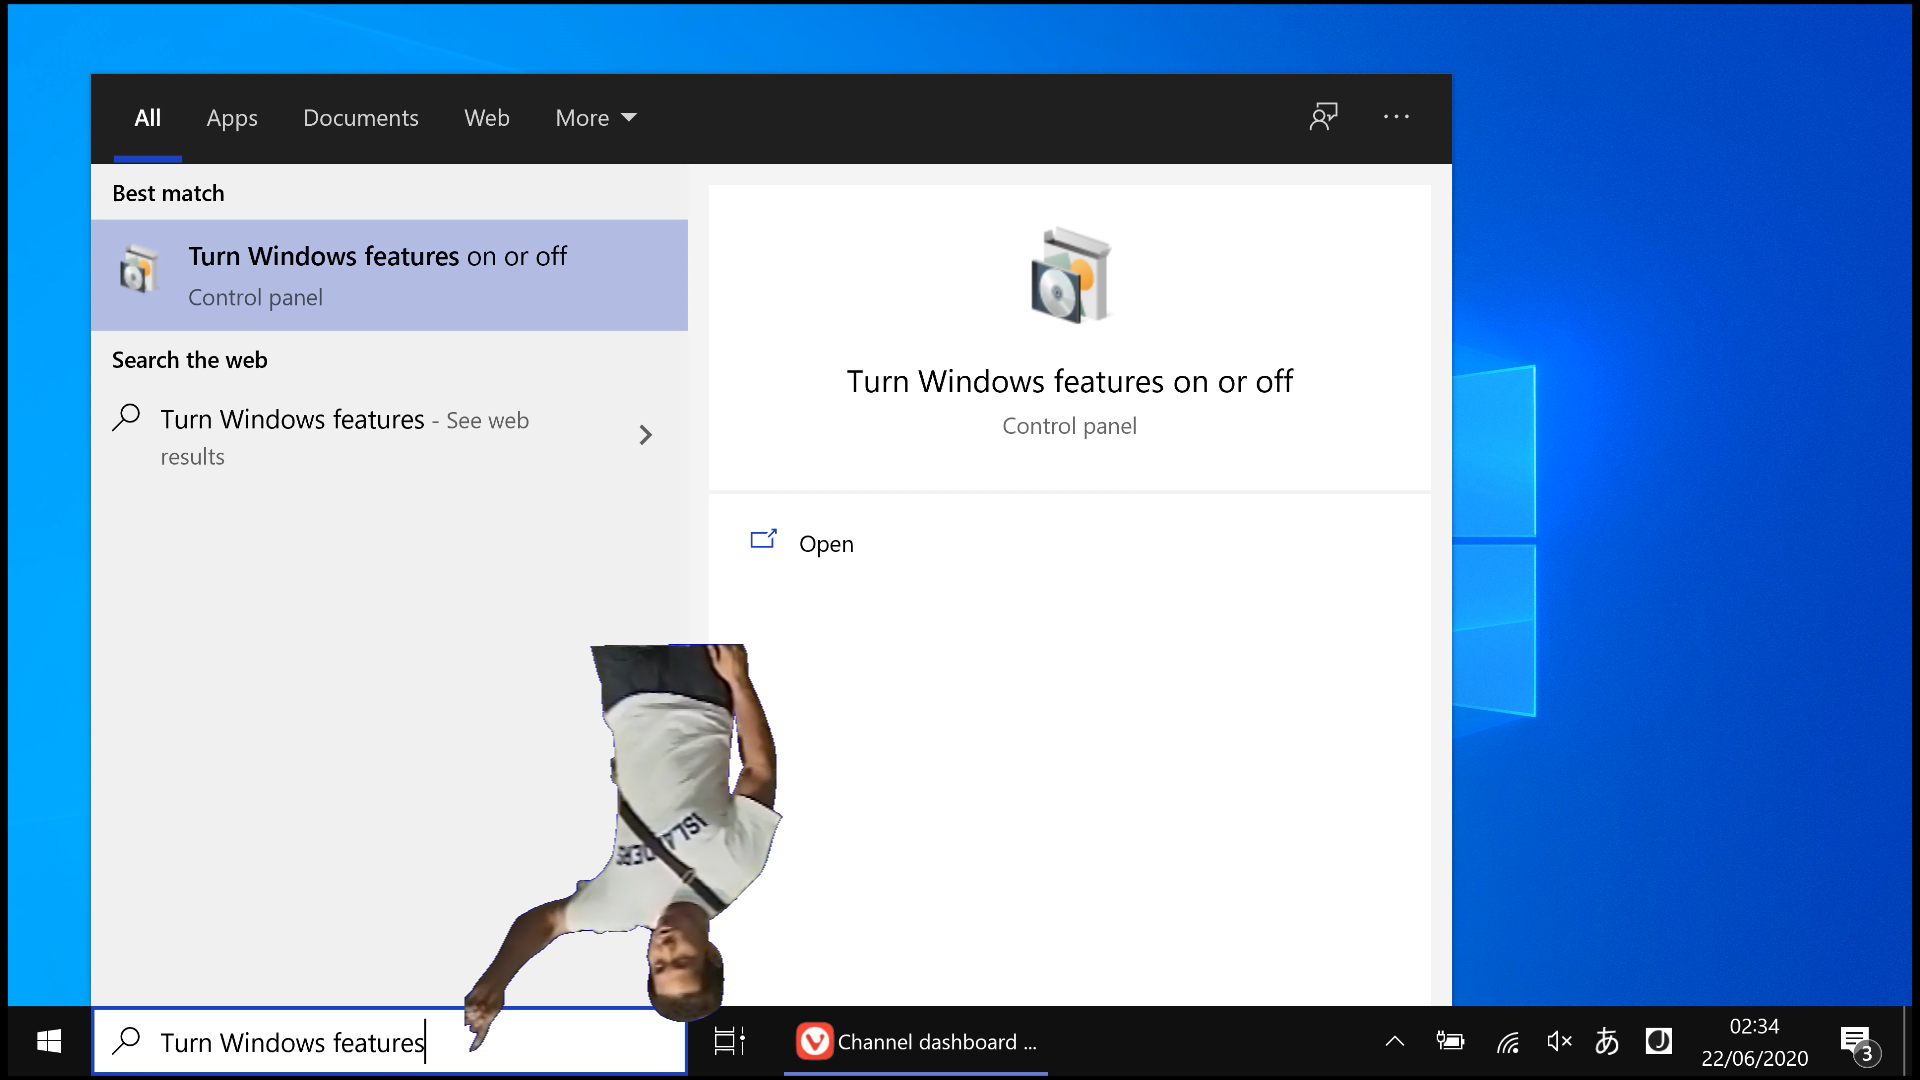 All Apps Documents Web More
Best match
Turn Windows features on or off
Control panel
Search the web
Turn Windows features - See web
results
Turn Windows features on or off
Control panel
Open
ISLANDERS
Turn Windows features
Channel dashboard ...
あ
J
02:34
22/06/2020
3